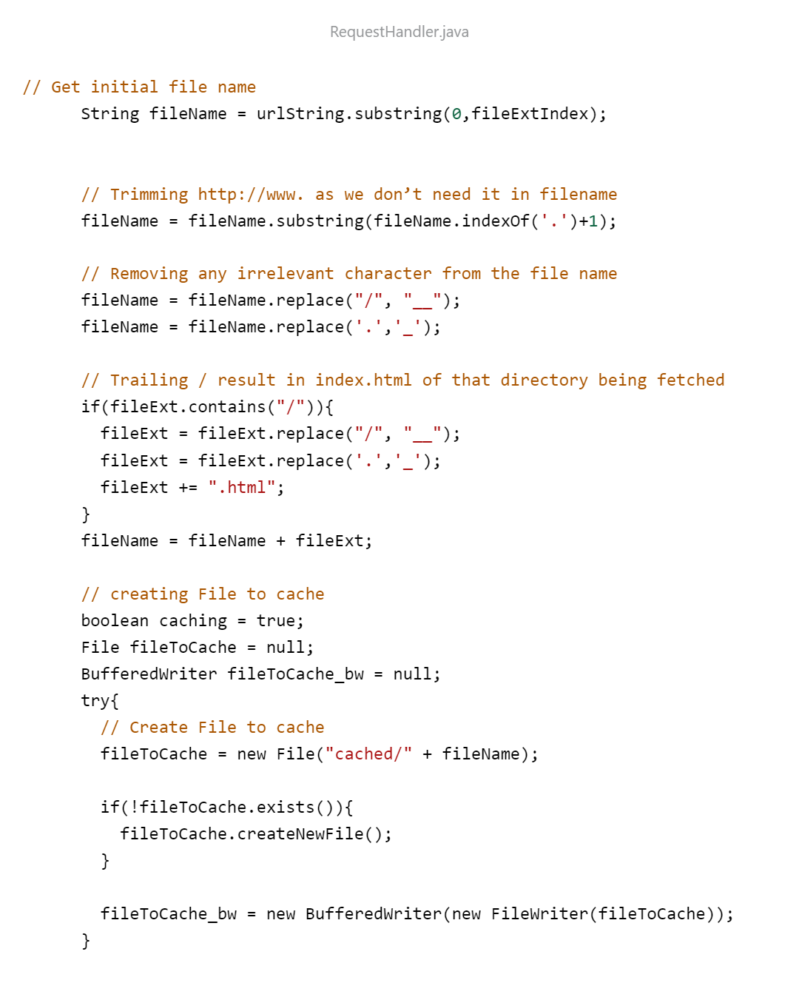 RequestHandler.java
// Get initial file name
String fileName = urlString.substring(0,fileExtIndex);
// Trimming http://www. as we don’t need it in filename
fileName = fileName.substring(fileName.indexOf('.')+1);
// Removing any irrelevant character from the file name
fileName = fileName.replace("/", "__");
fileName = fileName.replace('.','_');
// Trailing / result in index.html of that directory being fetched
if(fileExt.contains("/")){
fileExt = fileExt.replace("/", "__");
fileExt = fileExt.replace('.','_');
fileExt += ".html";
}
fileName = fileName + fileExt;
// creating File to cache
boolean caching = true;
File fileToCache = null;
BufferedWriter fileToCache_bw = null;
try{
// Create File to cache
fileToCache = new File("cached/" + fileName);
if(!fileToCache.exists()){
fileToCache.createNewFile();
}
fileToCache_bw = new BufferedWriter(new FileWriter(fileToCache));
}